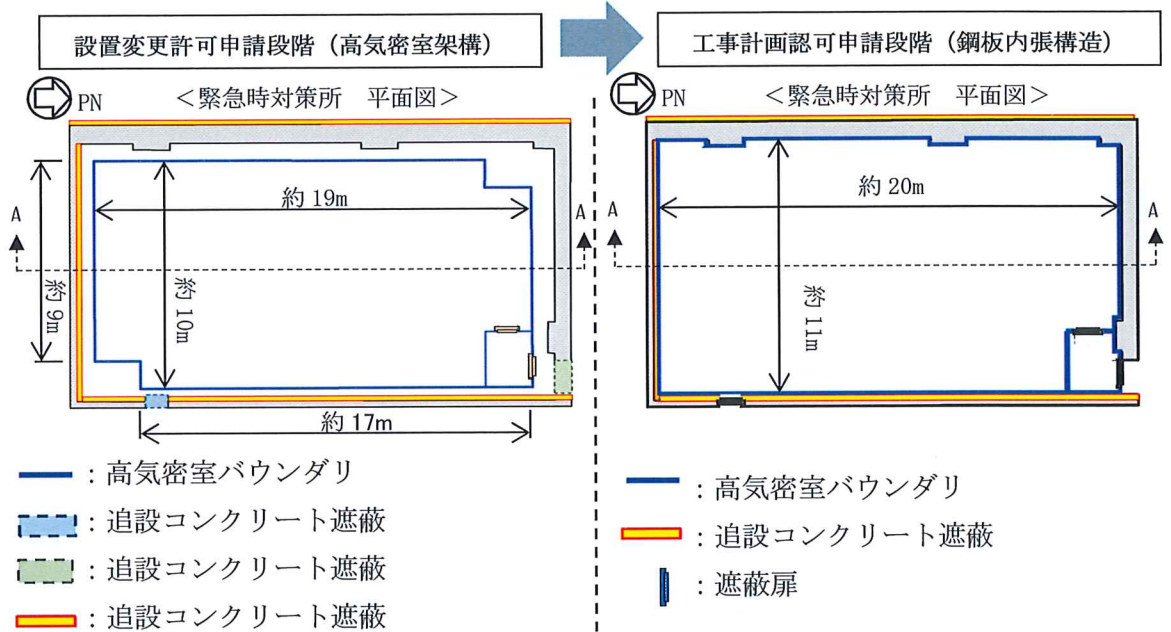 設置変更許可申請段階（高気密室架構）
PN
＜緊急時対策所　平面図＞
約 19m
A
A
約 9m
約 10m
約 17m
：高気密室バウンダリ
：追設コンクリート遮蔽
：追設コンクリート遮蔽
：追設コンクリート遮蔽
工事計画認可申請段階（鋼板内張構造）
PN
＜緊急時対策所　平面図＞
約 20m
A
A
約 11m
：高気密室バウンダリ
：追設コンクリート遮蔽
：遮蔽扉